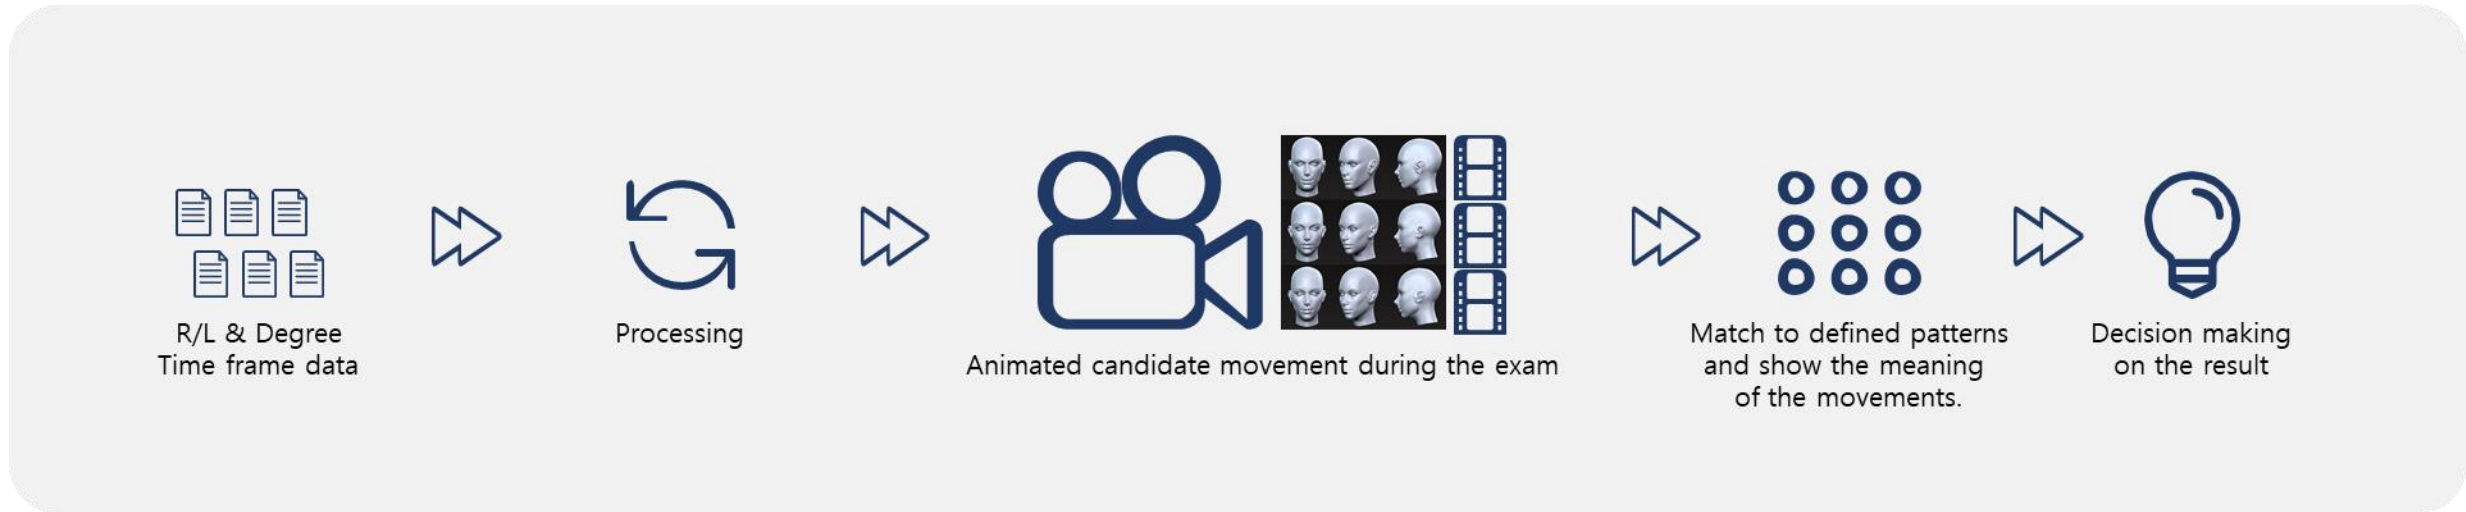 R/L & Degree
Time frame data
Processing
Animated candidate movement during the exam
Match to defined patterns
and show the meaning
of the movements.
Decision making
on the result